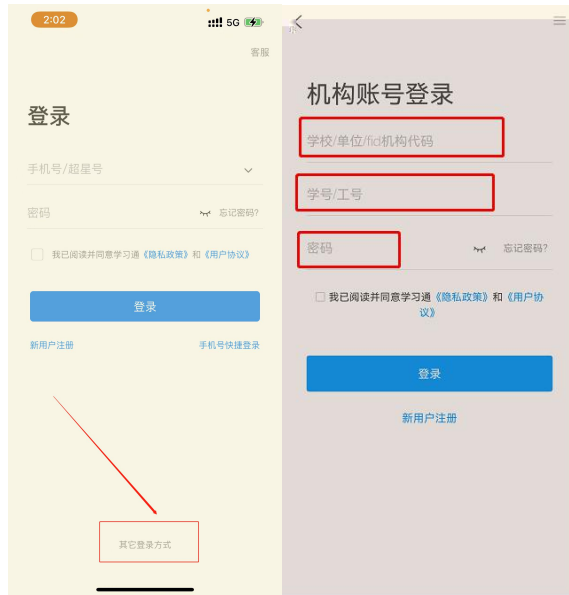 2:02
5G
客服
登录
手机号/超星号
密码
忘记密码?
我已阅读并同意学习通《隐私政策》和《用户协议》
登录
新用户注册
手机号快捷登录
其它登录方式
机构账号登录
学校/单位/fid机构代码
学号/工号
密码
忘记密码?
我已阅读并同意学习通《隐私政策》和《用户协
议》
登录
新用户注册